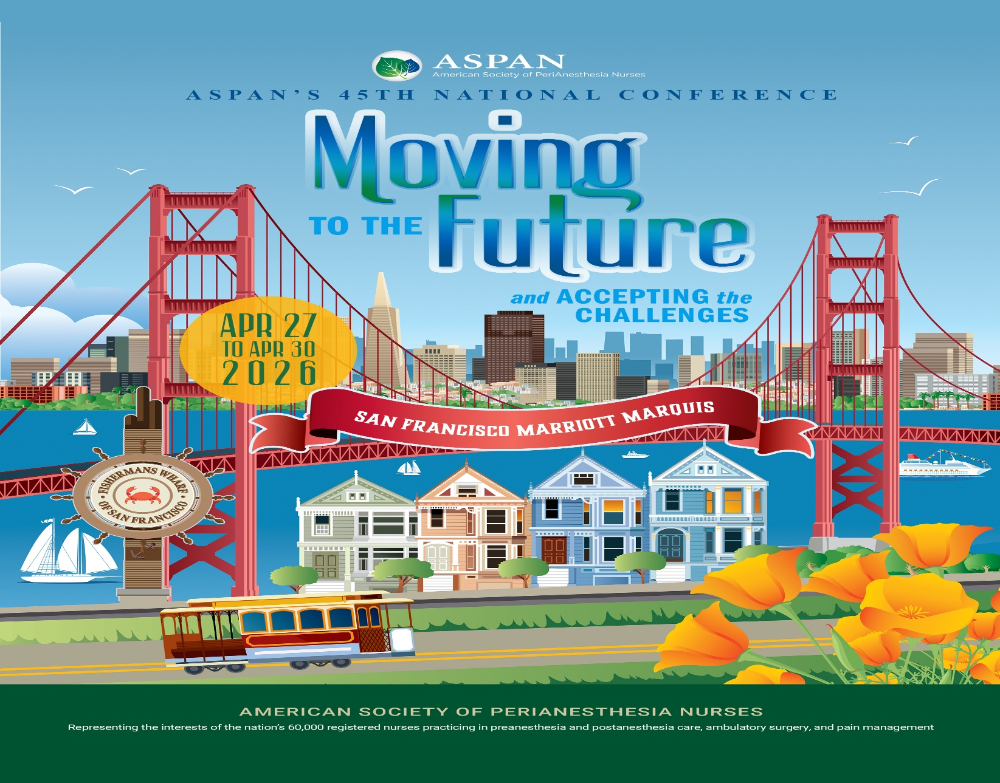 ASPAN
American Society of PeriAnesthesia Nurses
ASPAN'S 45TH NATIONAL CONFERENCE
Moving
TO THE Future
and ACCEPTING the
CHALLENGES
APR 27
TO APR 30
2026
SAN FRANCISCO MARRIOTT MARQUIS
FISHERMANS WHARF
OF SAN FRANCISCO
AMERICAN SOCIETY OF PERIANESTHESIA NURSES
Representing the interests of the nation's 60,000 registered nurses practicing in preanesthesia and postanesthesia care, ambulatory surgery, and pain management